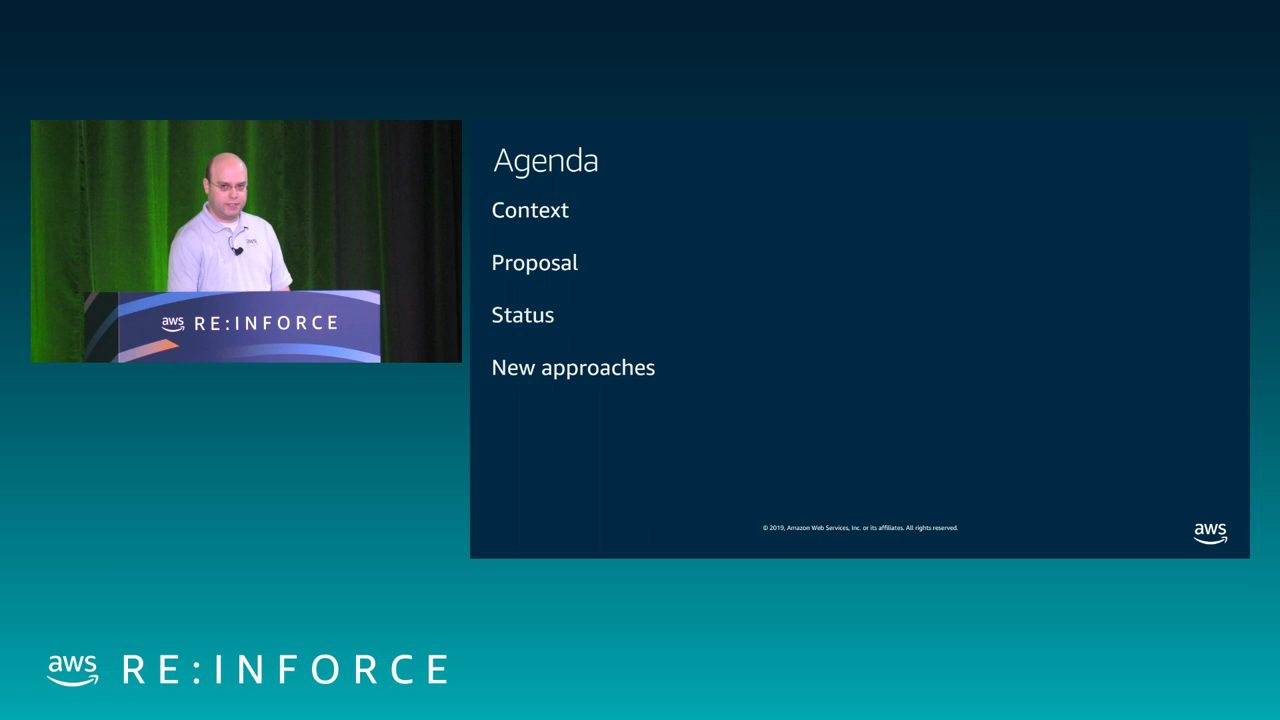 aws
aws RE:INFORCE
Agenda
Context
Proposal
Status
New approaches
© 2019, Amazon Web Services, Inc. or its affiliates. All rights reserved.
aws
aws RE:INFORCE